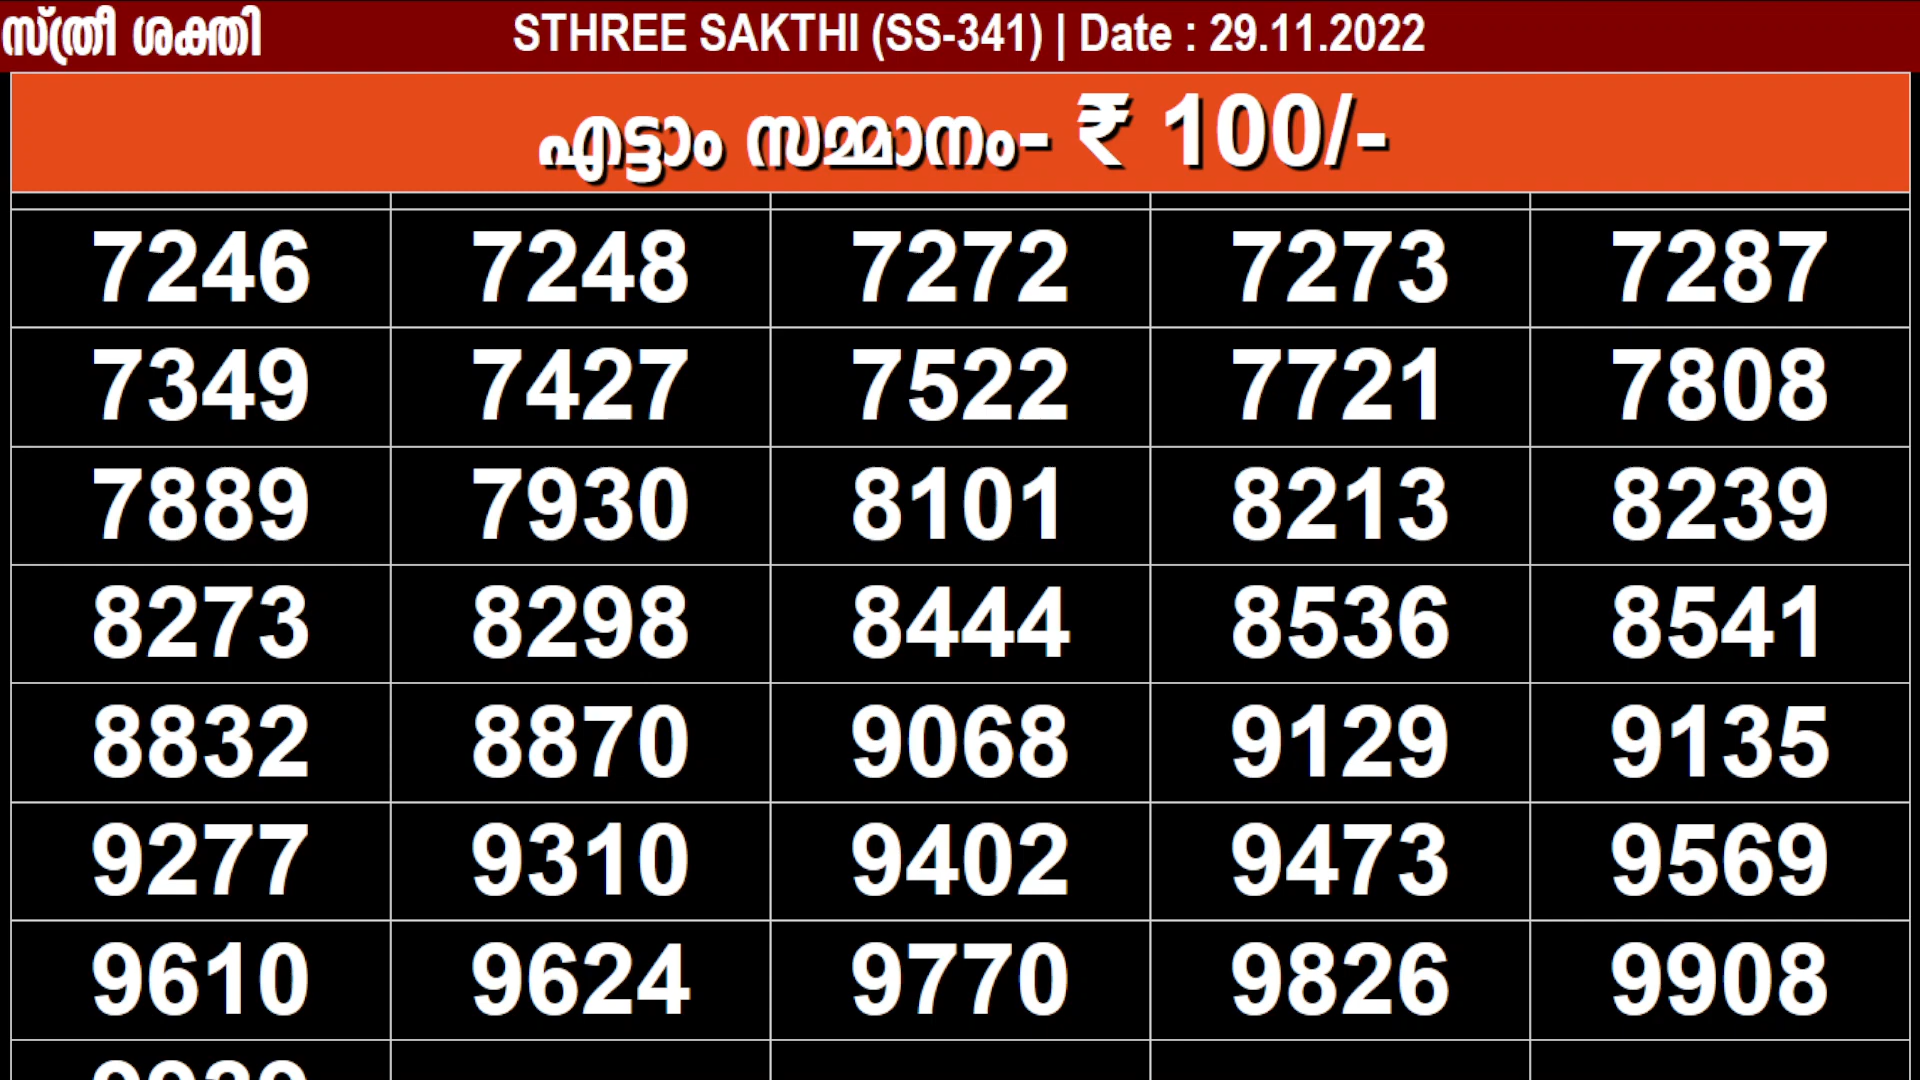 സ്ത്രീ ശക്തി STHREE SAKTHI (SS-341) | Date : 29.11.2022
എട്ടാം സമ്മാനം- ₹ 100/-
7246 7248 7272 7273 7287
7349 7427 7522 7721 7808
7889 7930 8101 8213 8239
8273 8298 8444 8536 8541
8832 8870 9068 9129 9135
9277 9310 9402 9473 9569
9610 9624 9770 9826 9908